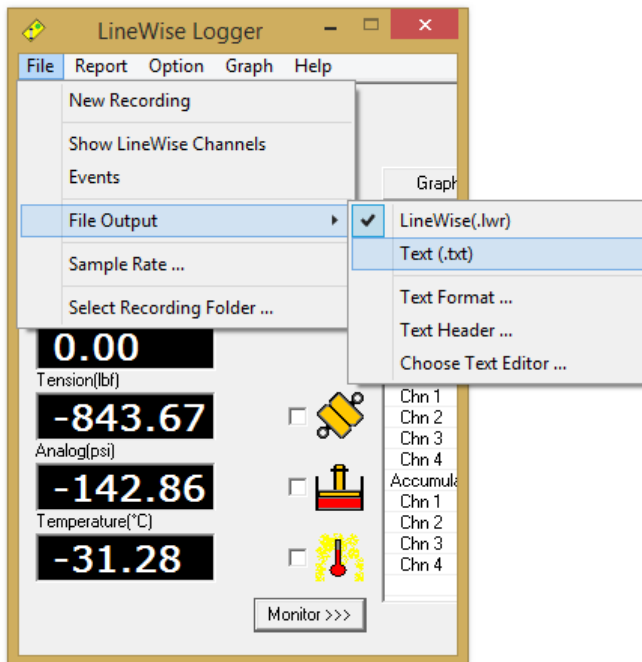 LineWise Logger
File Report Option Graph Help
New Recording
Show LineWise Channels
Events
File Output
Sample Rate ...
Select Recording Folder ...
LineWise(.lwr)
Text (.txt)
Text Format ...
Text Header ...
Choose Text Editor ...
Graph
0.00
Tension(lbf)
-843.67
Analog(psi)
-142.86
Temperature(°C)
-31.28
Chn 1
Chn 2
Chn 3
Chn 4
Accumula
Chn 1
Chn 2
Chn 3
Chn 4
Monitor >>>